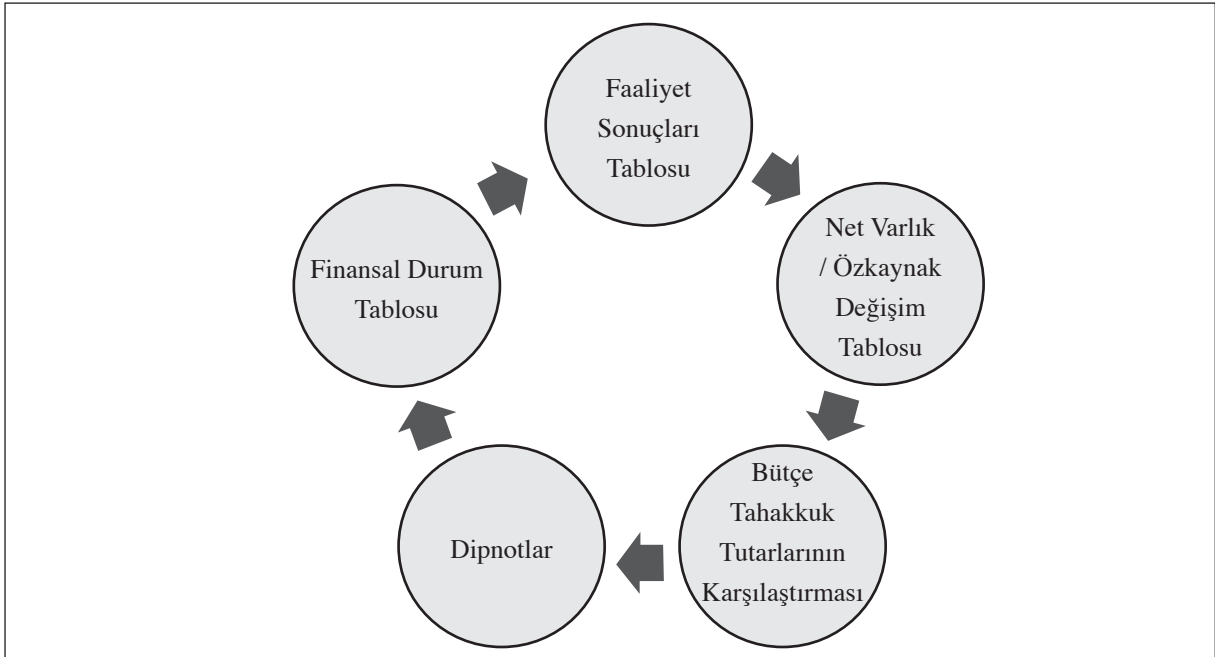 Faaliyet
Sonuçları
Tablosu
Net Varlık
/ Özkaynak
Değişim
Tablosu
Bütçe
Tahakkuk
Tutarlarının
Karşılaştırması
Dipnotlar
Finansal Durum
Tablosu